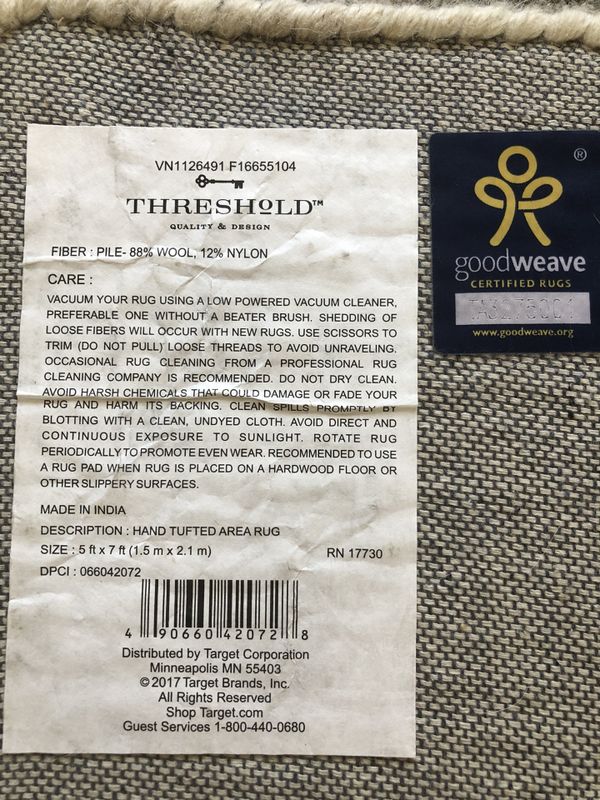 VN1126491 F16655104
THRESHOLD™
QUALITY & DESIGN
FIBER : PILE- 88% WOOL, 12% NYLON
CARE :
VACUUM YOUR RUG USING A LOW POWERED VACUUM CLEANER,
PREFERABLE ONE WITHOUT A BEATER BRUSH. SHEDDING OF
LOOSE FIBERS WILL OCCUR WITH NEW RUGS. USE SCISSORS TO
TRIM (DO NOT PULL) LOOSE THREADS TO AVOID UNRAVELING.
OCCASIONAL RUG CLEANING FROM A PROFESSIONAL RUG
CLEANING COMPANY IS RECOMMENDED. DO NOT DRY CLEAN.
AVOID HARSH CHEMICALS THAT COULD DAMAGE OR FADE YOUR
RUG AND HARM ITS BACKING. CLEAN SPILLS PROMPTLY BY
BLOTTING WITH A CLEAN, UNDYED CLOTH. AVOID DIRECT AND
CONTINUOUS EXPOSURE TO SUNLIGHT. ROTATE RUG
PERIODICALLY TO PROMOTE EVEN WEAR. RECOMMENDED TO USE
A RUG PAD WHEN RUG IS PLACED ON A HARDWOOD FLOOR OR
OTHER SLIPPERY SURFACES.
MADE IN INDIA
DESCRIPTION : HAND TUFTED AREA RUG
SIZE : 5 ft x 7 ft (1.5 m x 2.1 m) RN 17730
DPCI : 066042072
4 90660 42072 8
Distributed by Target Corporation
Minneapolis MN 55403
© 2017 Target Brands, Inc.
All Rights Reserved
Shop Target.com
Guest Services 1-800-440-0680
®
goodweave
CERTIFIED RUGS
www.goodweave.org